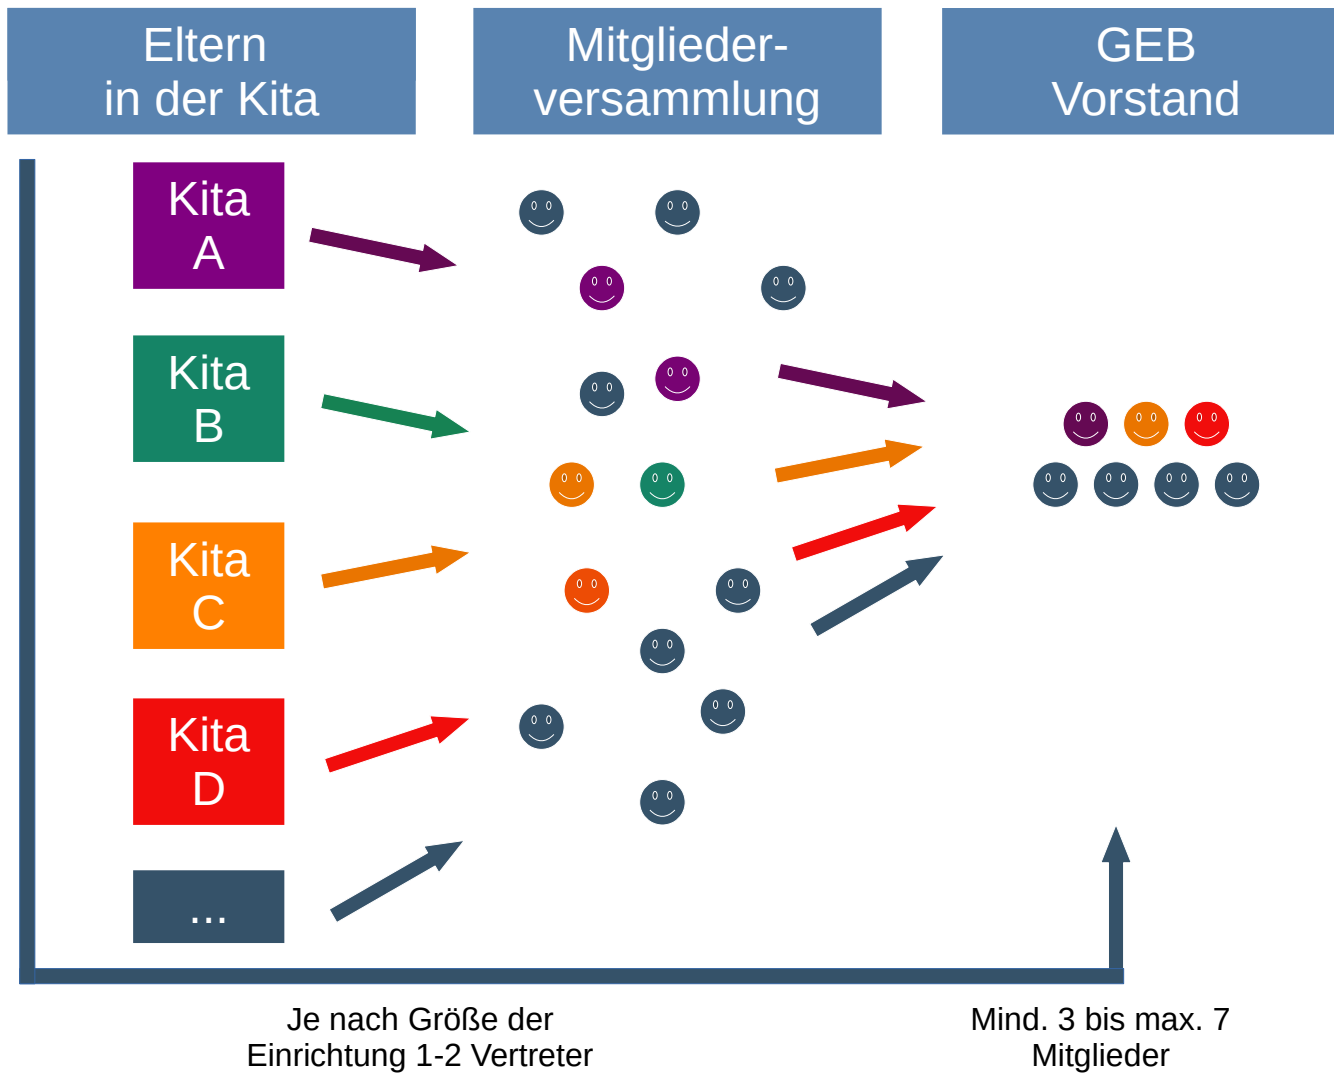 Eltern
in der Kita
Mitglieder-
versammlung
GEB
Vorstand
Kita
A
Kita
B
Kita
C
Kita
D
...
Je nach Größe der
Einrichtung 1-2 Vertreter
Mind. 3 bis max. 7
Mitglieder